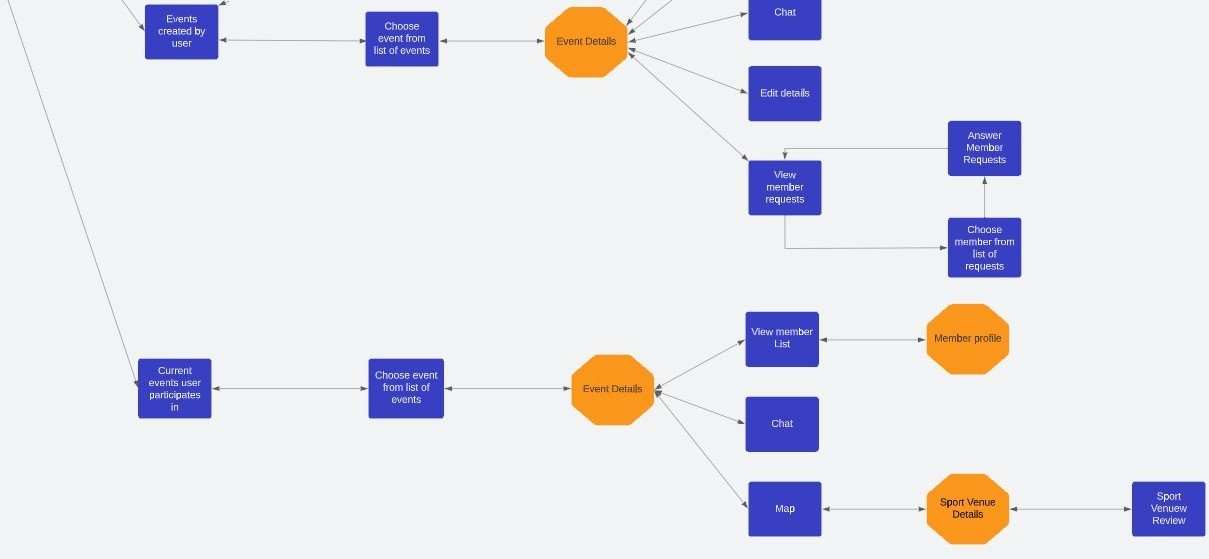 Events
created by
user
Choose
event from
list of events
Event Details
Chat
Edit details
View
member
requests
Answer
Member
Requests
Choose
member from
list of
requests
Current
events user
participates
in
Choose event
from list of
events
Event Details
View member
List
Member profile
Chat
Map
Sport Venue
Details
Sport
Venuew
Review